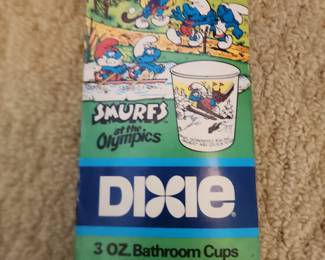 SMURFS
at the
Olympics
DIXIE
®
3 OZ. Bathroom Cups